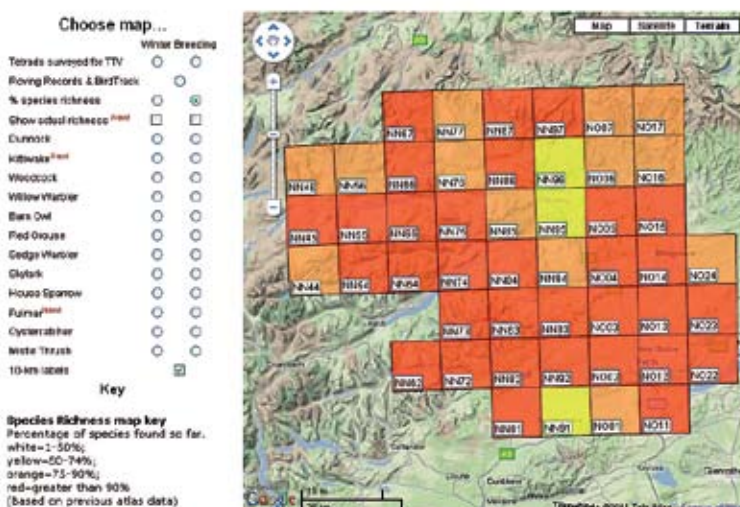 Choose map...
Winter Breeding
Tetrads surveyed for TTV
Roving Records & BirdTrack
% species richness
Show actual richness
Dunnock
Kittiwake
Woodcock
Willow Warbler
Barn Owl
Red Grouse
Sedge Warbler
Skylark
House Sparrow
Fulmar
Oystercatcher
Mistle Thrush
10-km labels
Key
Species Richness map key
Percentage of species found so far.
white=1-50%;
yellow=50-74%;
orange=75-90%;
red=greater than 90%
(Based on previous atlas data)
Map Satellite Terrain
NN67 NN77 NN87 NN97 NO07 NO17
NN46 NN56 NN66 NN76 NN86 NN96 NO06 NO16
NN45 NN55 NN65 NN75 NN85 NN95 NO05 NO15
NN44 NN54 NN64 NN74 NN84 NN94 NO04 NO14 NO24
NN73 NN83 NN93 NO03 NO13 NO23
NN62 NN72 NN82 NN92 NO02 NO12 NO22
NN81 NN91 NO01 NO11
Google